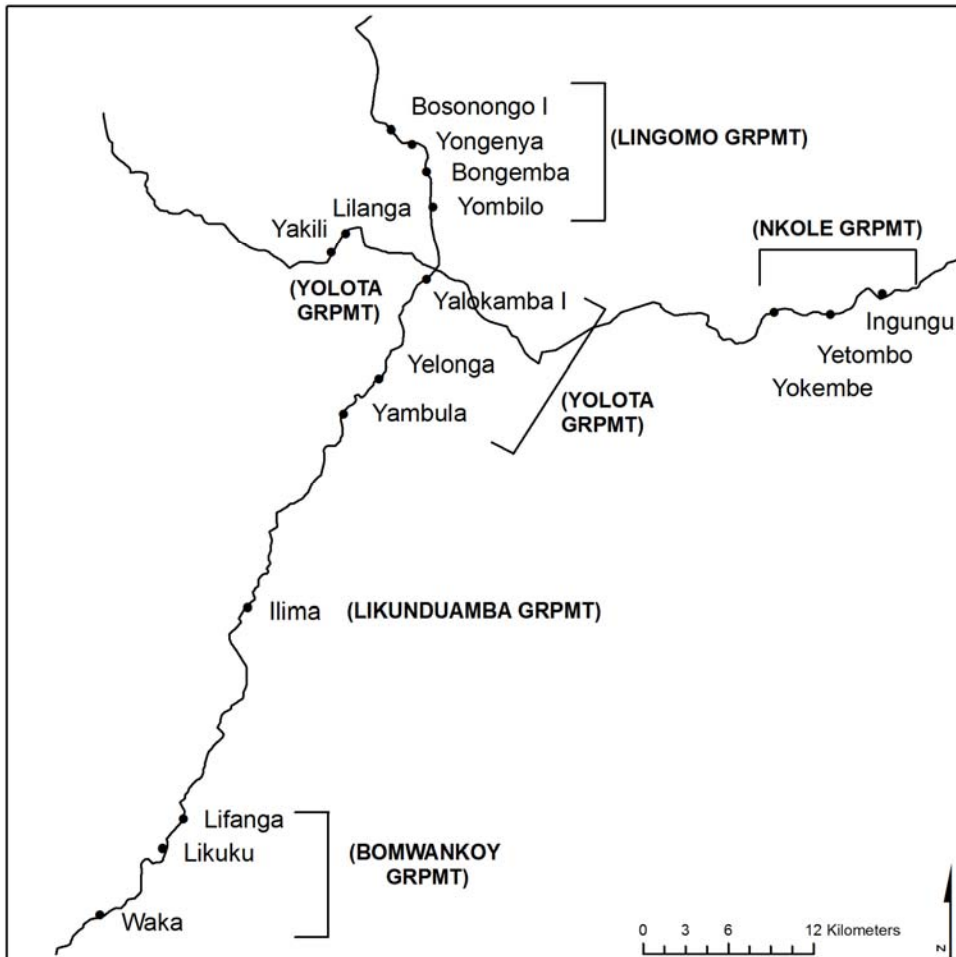 Bosonongo I
Yongenya
(LINGOMO GRPMT)
Bongemba
Lilanga
Yombilo
Yakili
(NKOLE GRPMT)
(YOLOTA
GRPMT)
Yalokamba I
Ingungu
Yetombo
Yelonga
Yokembe
(YOLOTA
GRPMT)
Yambula
Ilima
(LIKUNDUAMBA GRPMT)
Lifanga
Likuku
(BOMWANKOY
GRPMT)
Waka
0 3 6 12 Kilometers
N